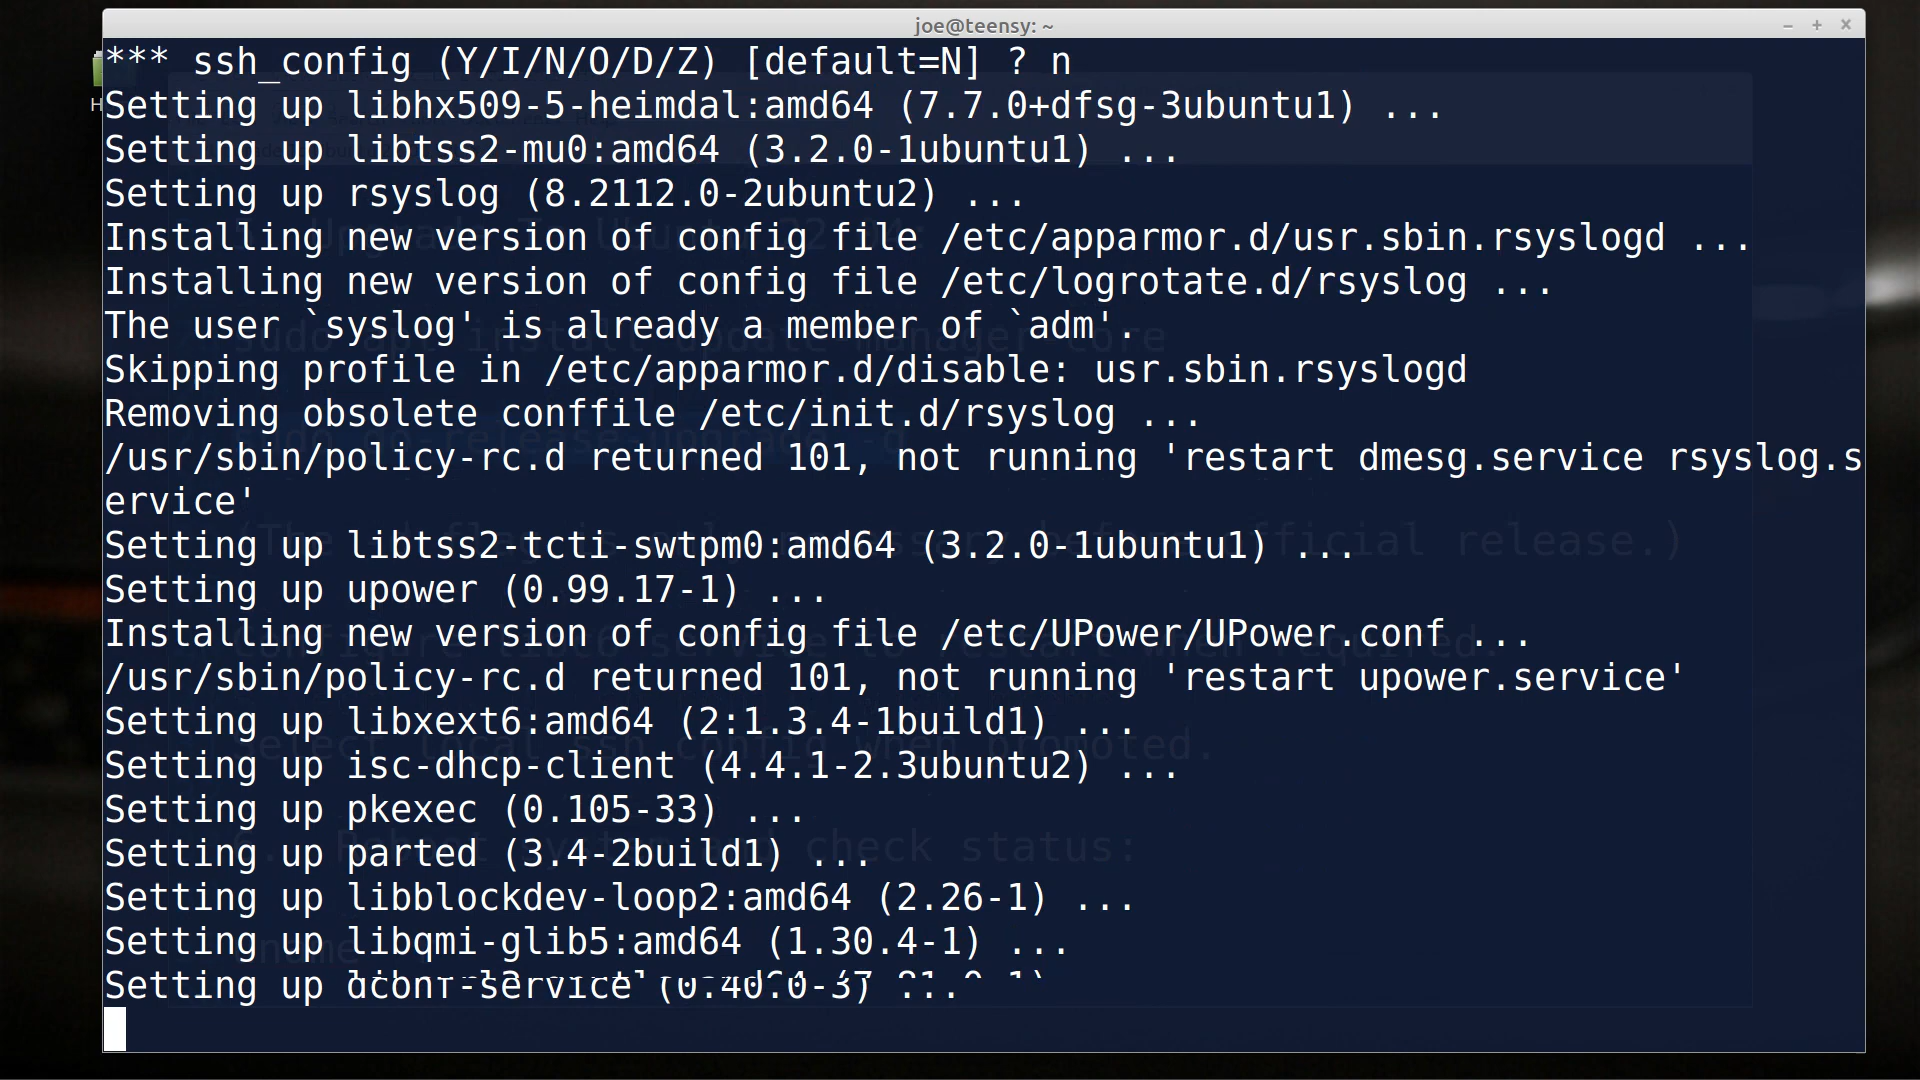 joe@teensy: ~
*** ssh_config (Y/I/N/O/D/Z) [default=N] ? n
Setting up libhx509-5-heimdal:amd64 (7.7.0+dfsg-3ubuntu1) ...
Setting up libtss2-mu0:amd64 (3.2.0-1ubuntu1) ...
Setting up rsyslog (8.2112.0-2ubuntu2) ...
Installing new version of config file /etc/apparmor.d/usr.sbin.rsyslogd ...
Installing new version of config file /etc/logrotate.d/rsyslog ...
The user `syslog' is already a member of `adm'.
Skipping profile in /etc/apparmor.d/disable: usr.sbin.rsyslogd
Removing obsolete conffile /etc/init.d/rsyslog ...
/usr/sbin/policy-rc.d returned 101, not running 'restart dmesg.service rsyslog.s
ervice'
Setting up libtss2-tcti-swtpm0:amd64 (3.2.0-1ubuntu1) ...
Setting up upower (0.99.17-1) ...
Installing new version of config file /etc/UPower/UPower.conf ...
/usr/sbin/policy-rc.d returned 101, not running 'restart upower.service'
Setting up libxext6:amd64 (2:1.3.4-1build1) ...
Setting up isc-dhcp-client (4.4.1-2.3ubuntu2) ...
Setting up pkexec (0.105-33) ...
Setting up parted (3.4-2build1) ...
Setting up libblockdev-loop2:amd64 (2.26-1) ...
Setting up libqmi-glib5:amd64 (1.30.4-1) ...
Setting up dconf-service (0.40.0-3) ...